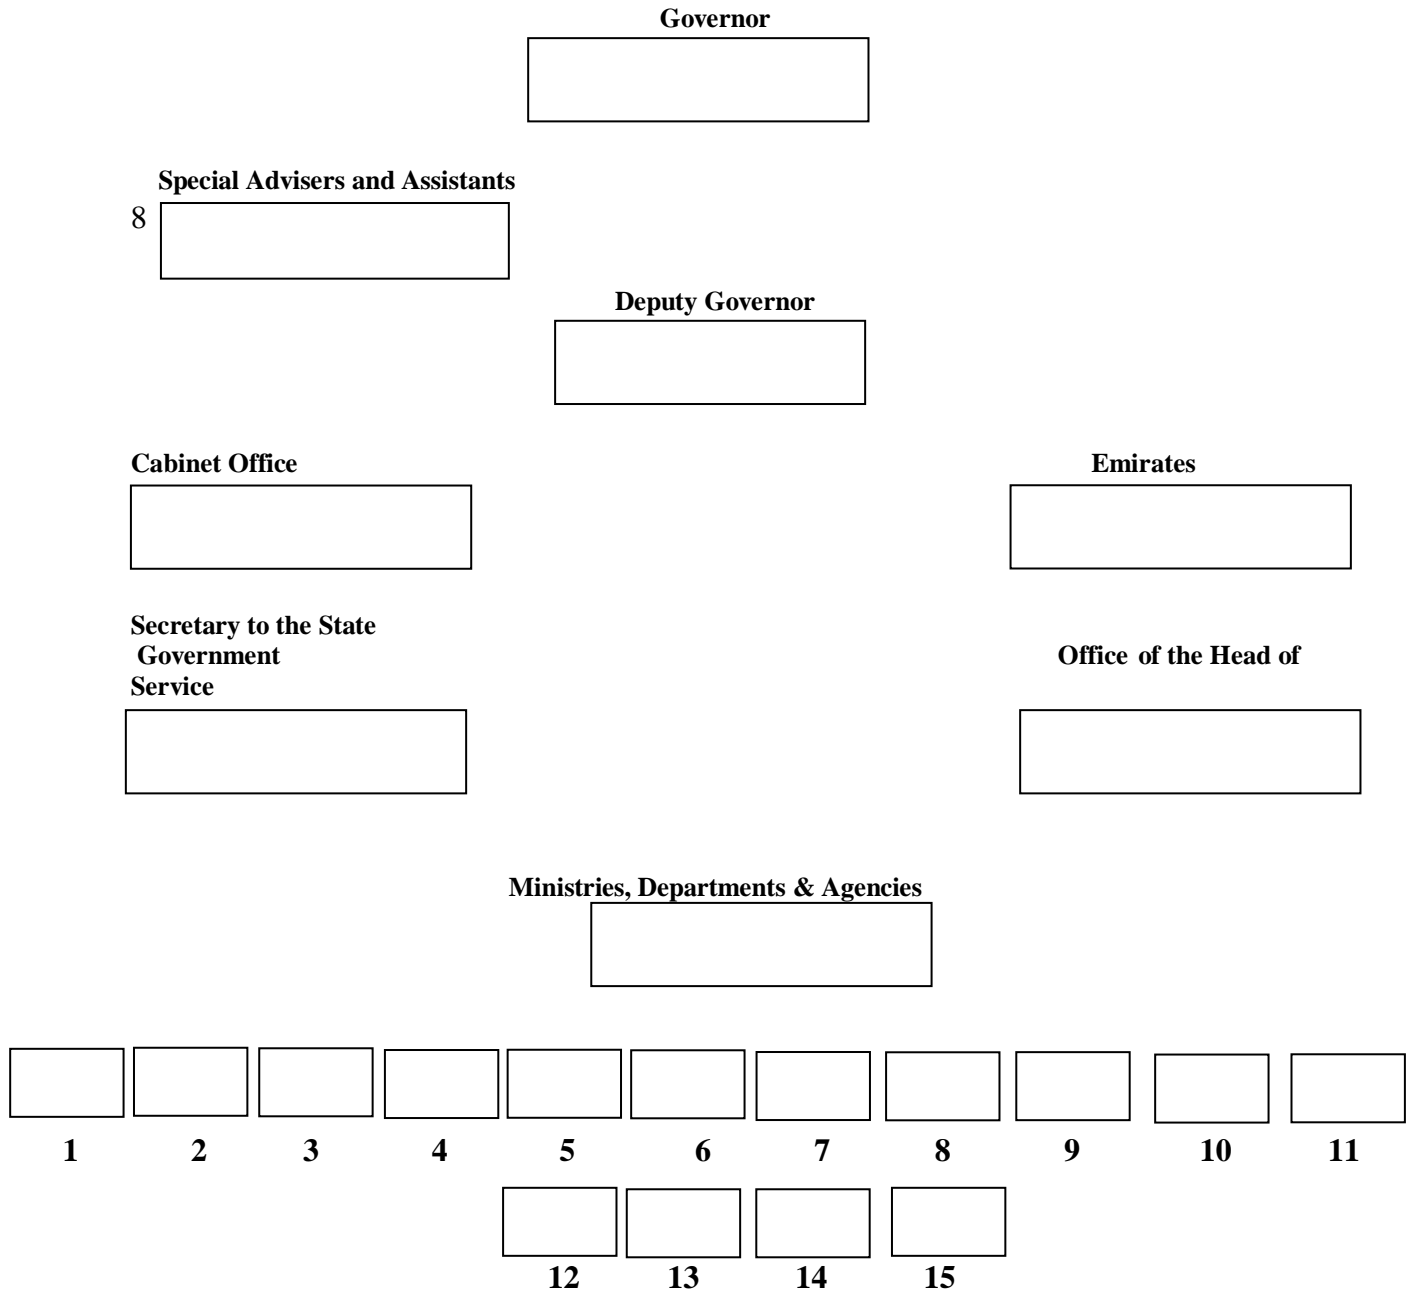 Governor
Special Advisers and Assistants
8
Deputy Governor
Cabinet Office
Emirates
Secretary to the State
Government
Office of the Head of
Service
Ministries, Departments & Agencies
1 2 3 4 5 6 7 8 9 10 11
12 13 14 15